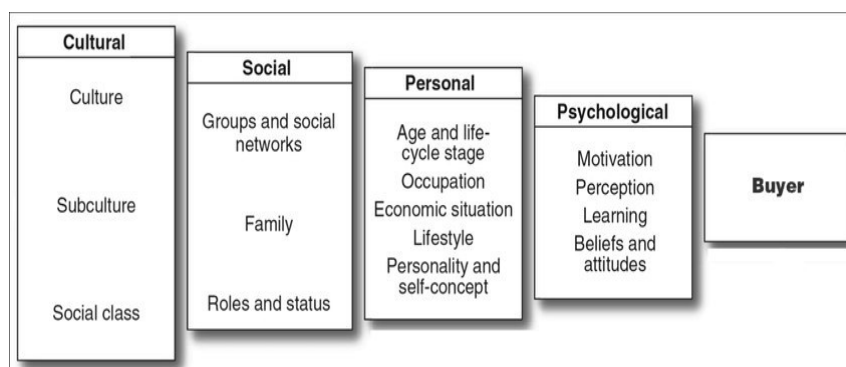 Cultural
Culture
Subculture
Social class
Social
Groups and social
networks
Family
Roles and status
Personal
Age and life-
cycle stage
Occupation
Economic situation
Lifestyle
Personality and
self-concept
Psychological
Motivation
Perception
Learning
Beliefs and
attitudes
Buyer